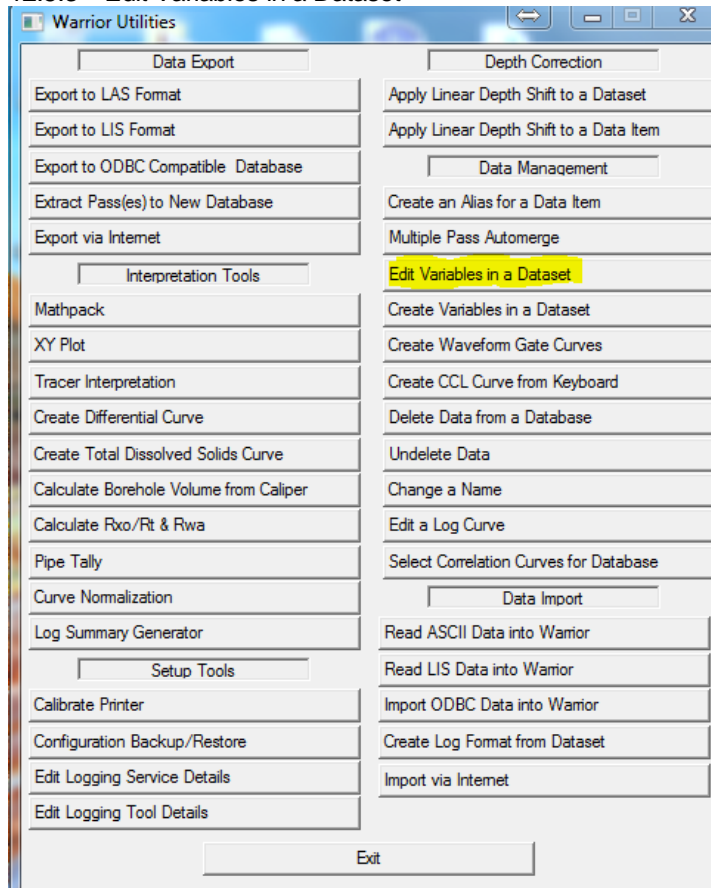 Warrior Utilities
Data Export
Export to LAS Format
Export to LIS Format
Export to ODBC Compatible Database
Extract Pass(es) to New Database
Export via Internet
Interpretation Tools
Mathpack
XY Plot
Tracer Interpretation
Create Differential Curve
Create Total Dissolved Solids Curve
Calculate Borehole Volume from Caliper
Calculate Rxo/Rt & Rwa
Pipe Tally
Curve Normalization
Log Summary Generator
Setup Tools
Calibrate Printer
Configuration Backup/Restore
Edit Logging Service Details
Edit Logging Tool Details
Depth Correction
Apply Linear Depth Shift to a Dataset
Apply Linear Depth Shift to a Data Item
Data Management
Create an Alias for a Data Item
Multiple Pass Automerge
Edit Variables in a Dataset
Create Variables in a Dataset
Create Waveform Gate Curves
Create CCL Curve from Keyboard
Delete Data from a Database
Undelete Data
Change a Name
Edit a Log Curve
Select Correlation Curves for Database
Data Import
Read ASCII Data into Warrior
Read LIS Data into Warrior
Import ODBC Data into Warrior
Create Log Format from Dataset
Import via Internet
Exit